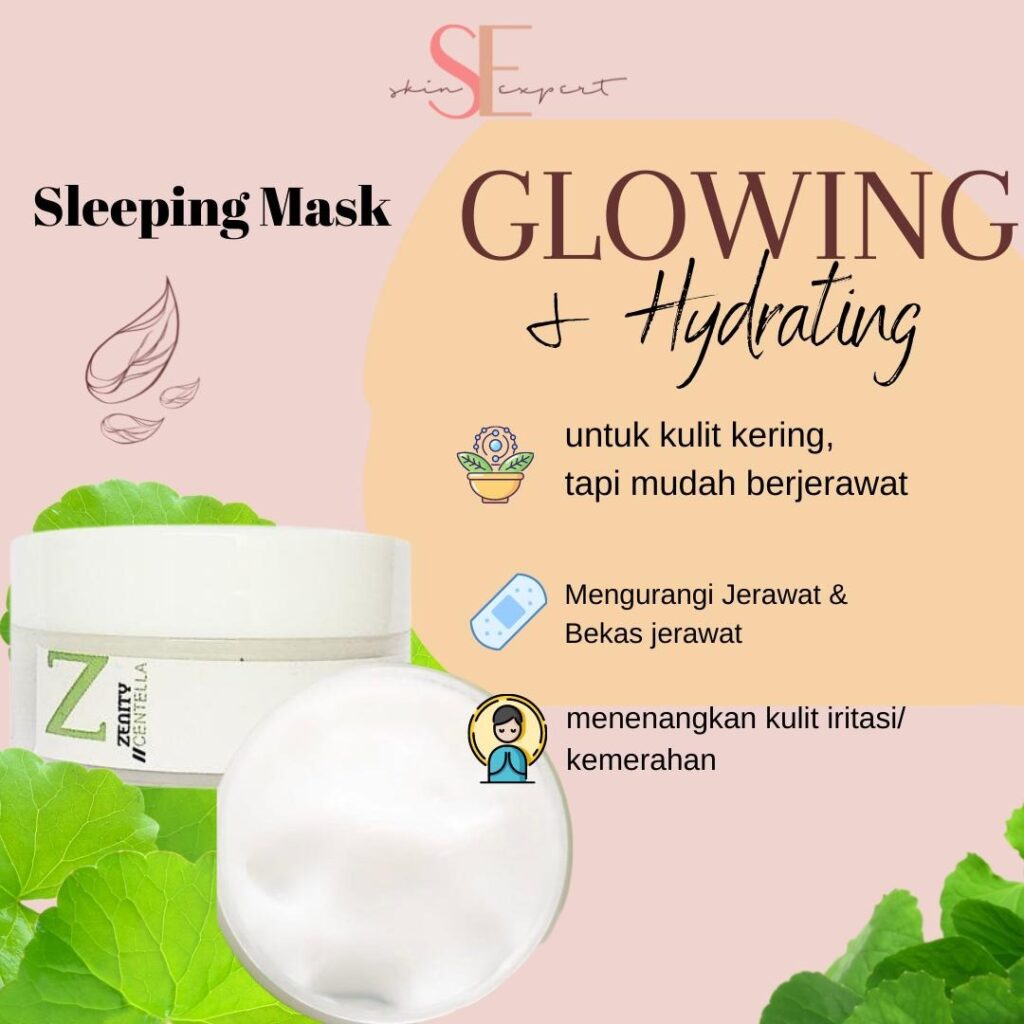 SE
skin expert
Sleeping Mask
GLOWING
& Hydrating
untuk kulit kering,
tapi mudah berjerawat
Mengurangi Jerawat &
Bekas jerawat
menenangkan kulit iritasi/
kemerahan
Z
ZENITY
//CENTELLA